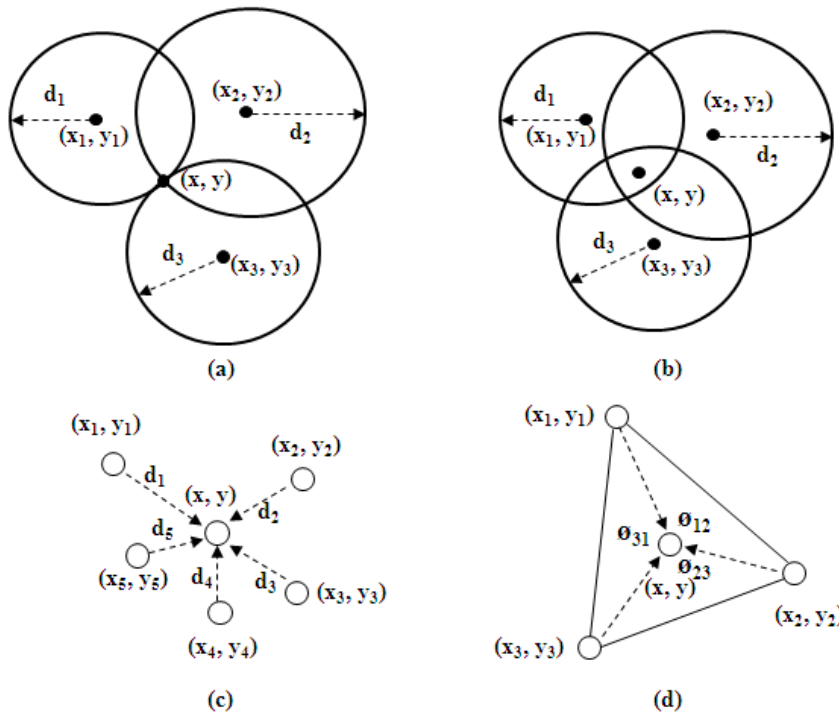 d₁
(x₁, y₁)
(x₂, y₂)
d₂
(x, y)
d₃
(x₃, y₃)
(a)
d₁
(x₁, y₁)
(x₂, y₂)
d₂
(x, y)
d₃
(x₃, y₃)
(b)
(x₁, y₁)
(x₂, y₂)
d₁
(x, y)
d₂
d₅
(x₅, y₅)
d₄
d₃
(x₃, y₃)
(x₄, y₄)
(c)
(x₁, y₁)
ø₁₂
ø₃₁
ø₂₃
(x, y)
(x₂, y₂)
(x₃, y₃)
(d)